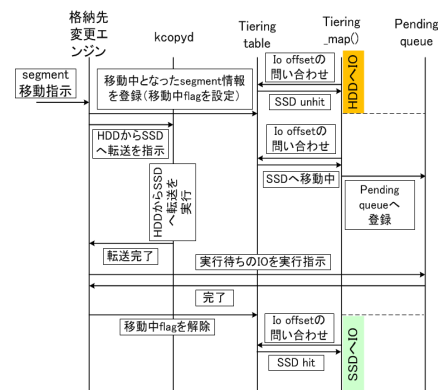 格納先
変更エ
ンジン
kcopyd
Tiering
table
Tiering
_map()
Pending
queue
segment
移動指示
移動中となったsegment情報
を登録(移動中flagを設定)
Io offsetの
問い合わせ
SSD unhit
HDDへIO
HDDからSSD
へ転送を指示
Io offsetの
問い合わせ
SSDへ移動中
HDDからSSD
へ転送を
実行
Pending
queueへ
登録
転送完了
実行待ちのIOを実行指示
完了
移動中flagを解除
Io offsetの
問い合わせ
SSD hit
SSDへIO